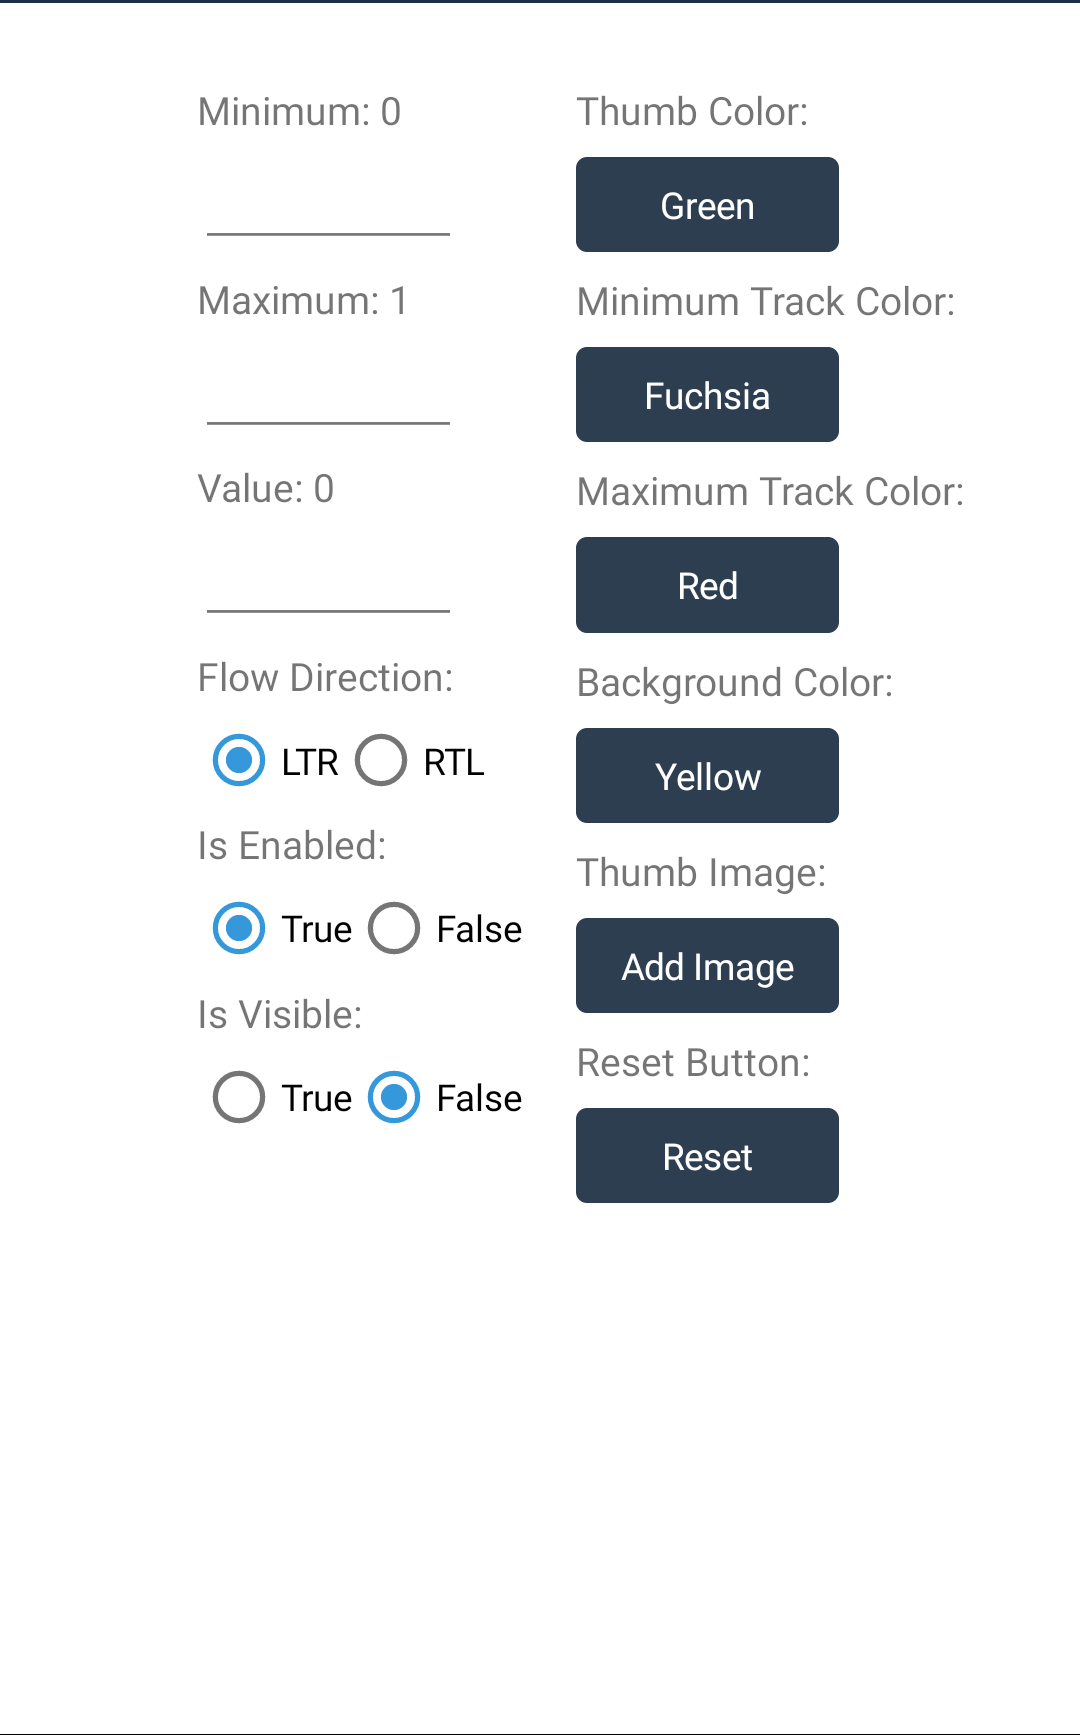 Minimum: 0
Maximum: 1
Value: 0
Flow Direction:
LTR RTL
Is Enabled:
True False
Is Visible:
True False
Thumb Color:
Green
Minimum Track Color:
Fuchsia
Maximum Track Color:
Red
Background Color:
Yellow
Thumb Image:
Add Image
Reset Button:
Reset